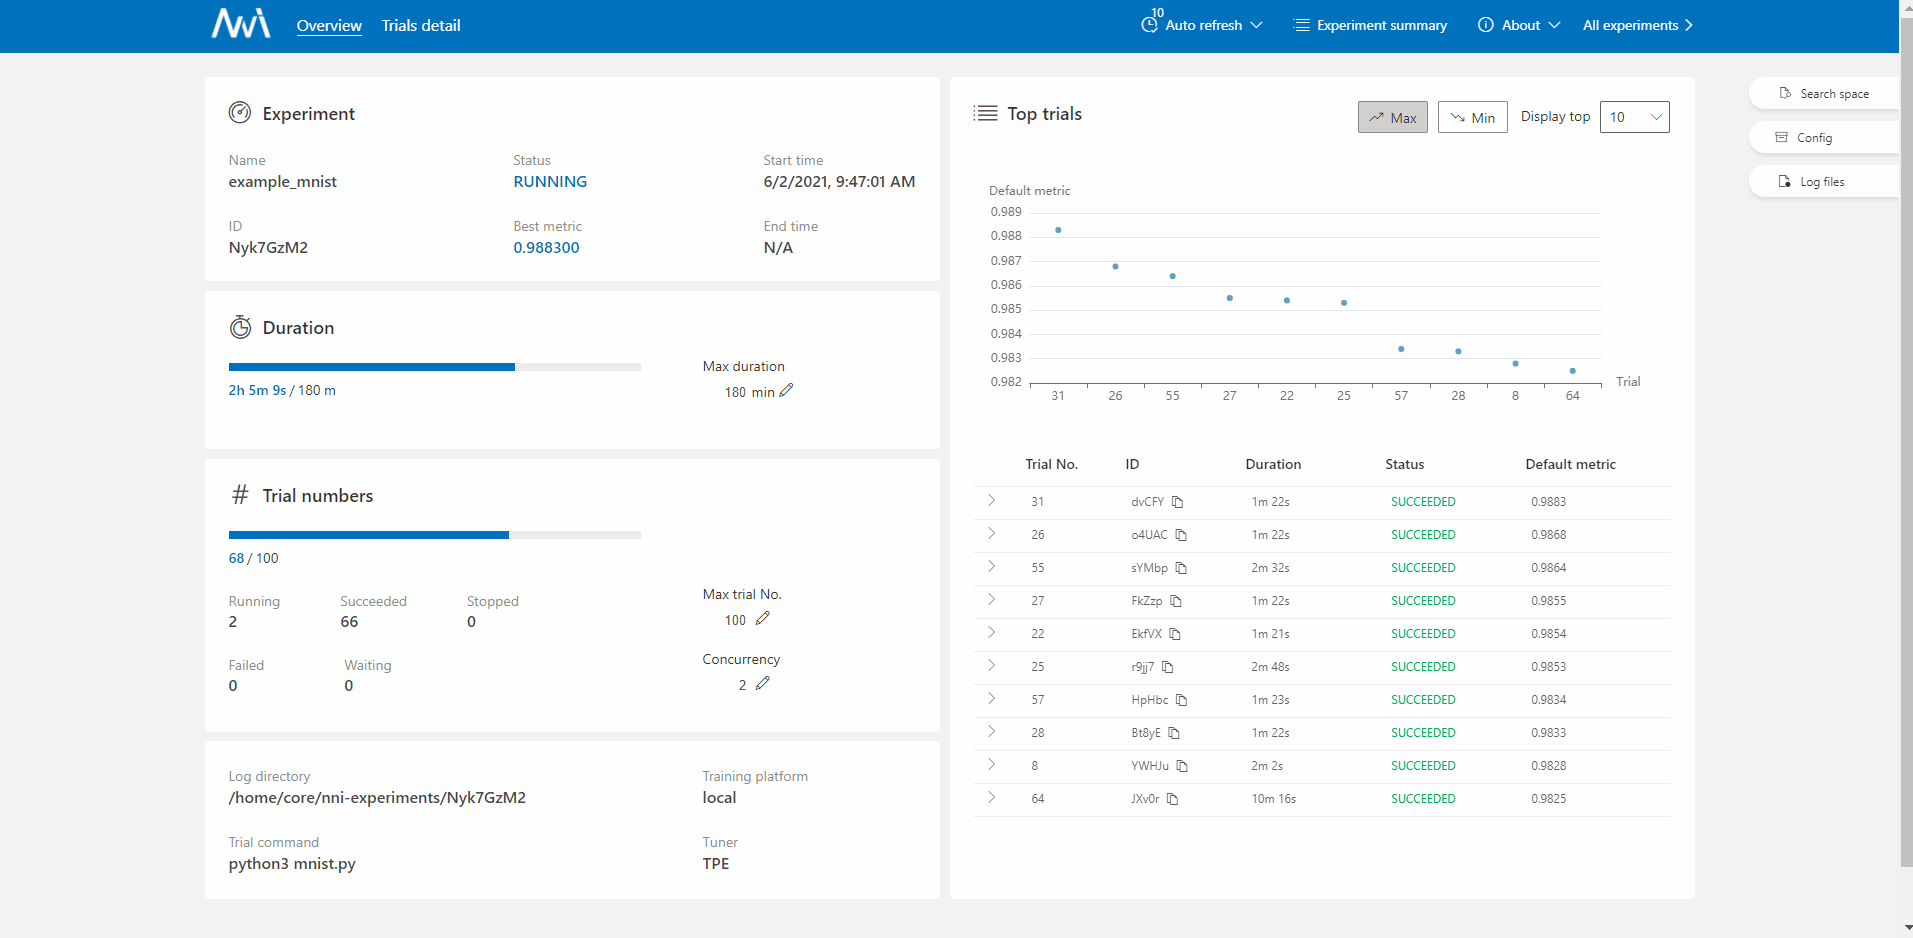 NNi Overview Trials detail 10 Auto refresh Experiment summary About All experiments
Search space
Config
Log files
Experiment
Name Status Start time
example_mnist RUNNING 6/2/2021, 9:47:01 AM
ID Best metric End time
Nyk7GzM2 0.988300 N/A
Duration
Max duration
2h 5m 9s / 180 m
180 min
# Trial numbers
68 / 100
Running Succeeded Stopped
2 66 0
Failed Waiting
0 0
Max trial No.
100
Concurrency
2
Log directory Training platform
/home/core/nni-experiments/Nyk7GzM2 local
Trial command Tuner
python3 mnist.py TPE
Top trials Max Min Display top 10
Default metric
0.989
0.988
0.987
0.986
0.985
0.984
0.983
0.982
Trial
31 26 55 27 22 25 57 28 8 64
Trial No. ID Duration Status Default metric
31 dvCFY 1m 22s SUCCEEDED 0.9883
26 o4UAC 1m 22s SUCCEEDED 0.9868
55 sYMbp 2m 32s SUCCEEDED 0.9864
27 FkZzp 1m 22s SUCCEEDED 0.9855
22 EkfVX 1m 21s SUCCEEDED 0.9854
25 r9jj7 2m 48s SUCCEEDED 0.9853
57 HpHbc 1m 23s SUCCEEDED 0.9834
28 Bt8yE 1m 22s SUCCEEDED 0.9833
8 YWHJu 2m 2s SUCCEEDED 0.9828
64 JXv0r 10m 16s SUCCEEDED 0.9825